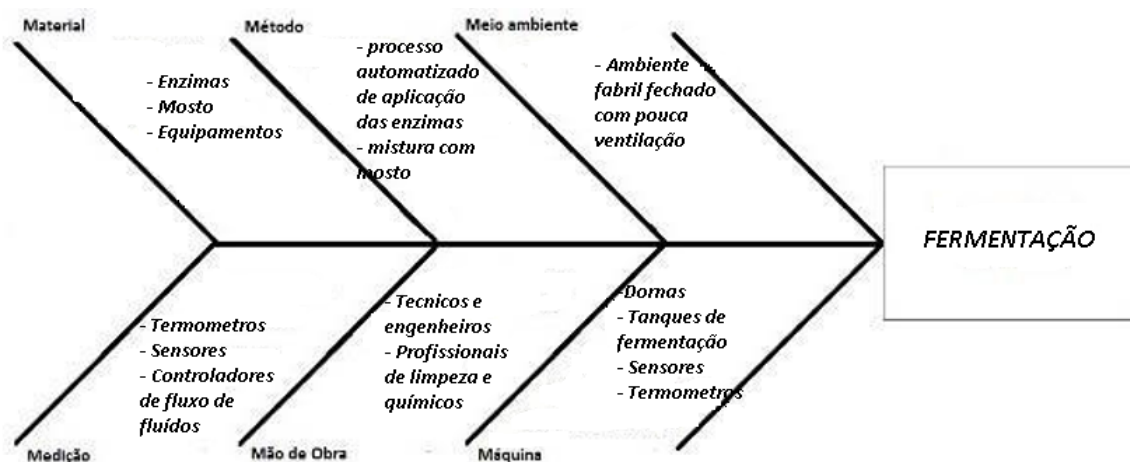 Material
Método
Meio ambiente
- Enzimas
- Mosto
- Equipamentos
- processo
automatizado
de aplicação
das enzimas
- mistura com
mosto
- Ambiente
fabril fechado
com pouca
ventilação
FERMENTAÇÃO
- Termometros
- Sensores
- Controladores
de fluxo de
fluídos
- Tecnicos e
engenheiros
- Profissionais
de limpeza e
químicos
-Dornas
- Tanques de
fermentação
- Sensores
- Termometros
Medição
Mão de Obra
Máquina